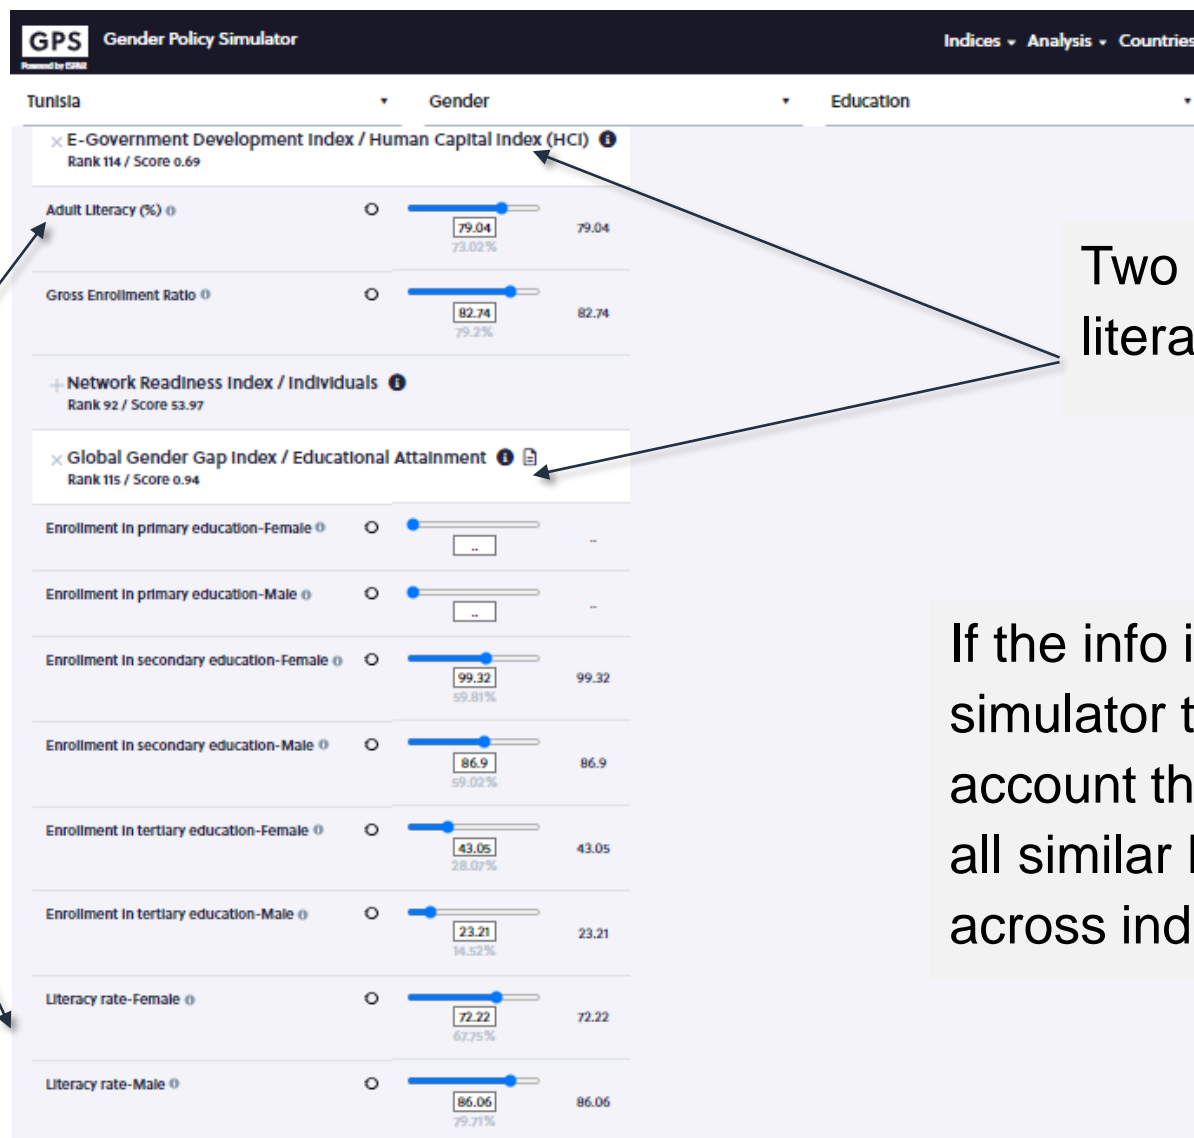 GPS Gender Policy Simulator
Powered by ESPAR
Indices Analysis Countries
Tunisia Gender Education
E-Government Development Index / Human Capital Index (HCI)
Rank 114 / Score 0.69
Adult Literacy (%) 79.04 79.04
73.02%
Gross Enrollment Ratio 82.74 82.74
79.2%
Network Readiness Index / Individuals
Rank 92 / Score 53.97
Global Gender Gap Index / Educational Attainment
Rank 115 / Score 0.94
Enrollment in primary education-Female .. ..
Enrollment in primary education-Male .. ..
Enrollment in secondary education-Female 99.32 99.32
59.81%
Enrollment in secondary education-Male 86.9 86.9
59.02%
Enrollment in tertiary education-Female 43.05 43.05
28.07%
Enrollment in tertiary education-Male 23.21 23.21
14.52%
Literacy rate-Female 72.22 72.22
67.75%
Literacy rate-Male 86.06 86.06
79.71%
Two
litera
If the info i
simulator t
account th
all similar
across ind